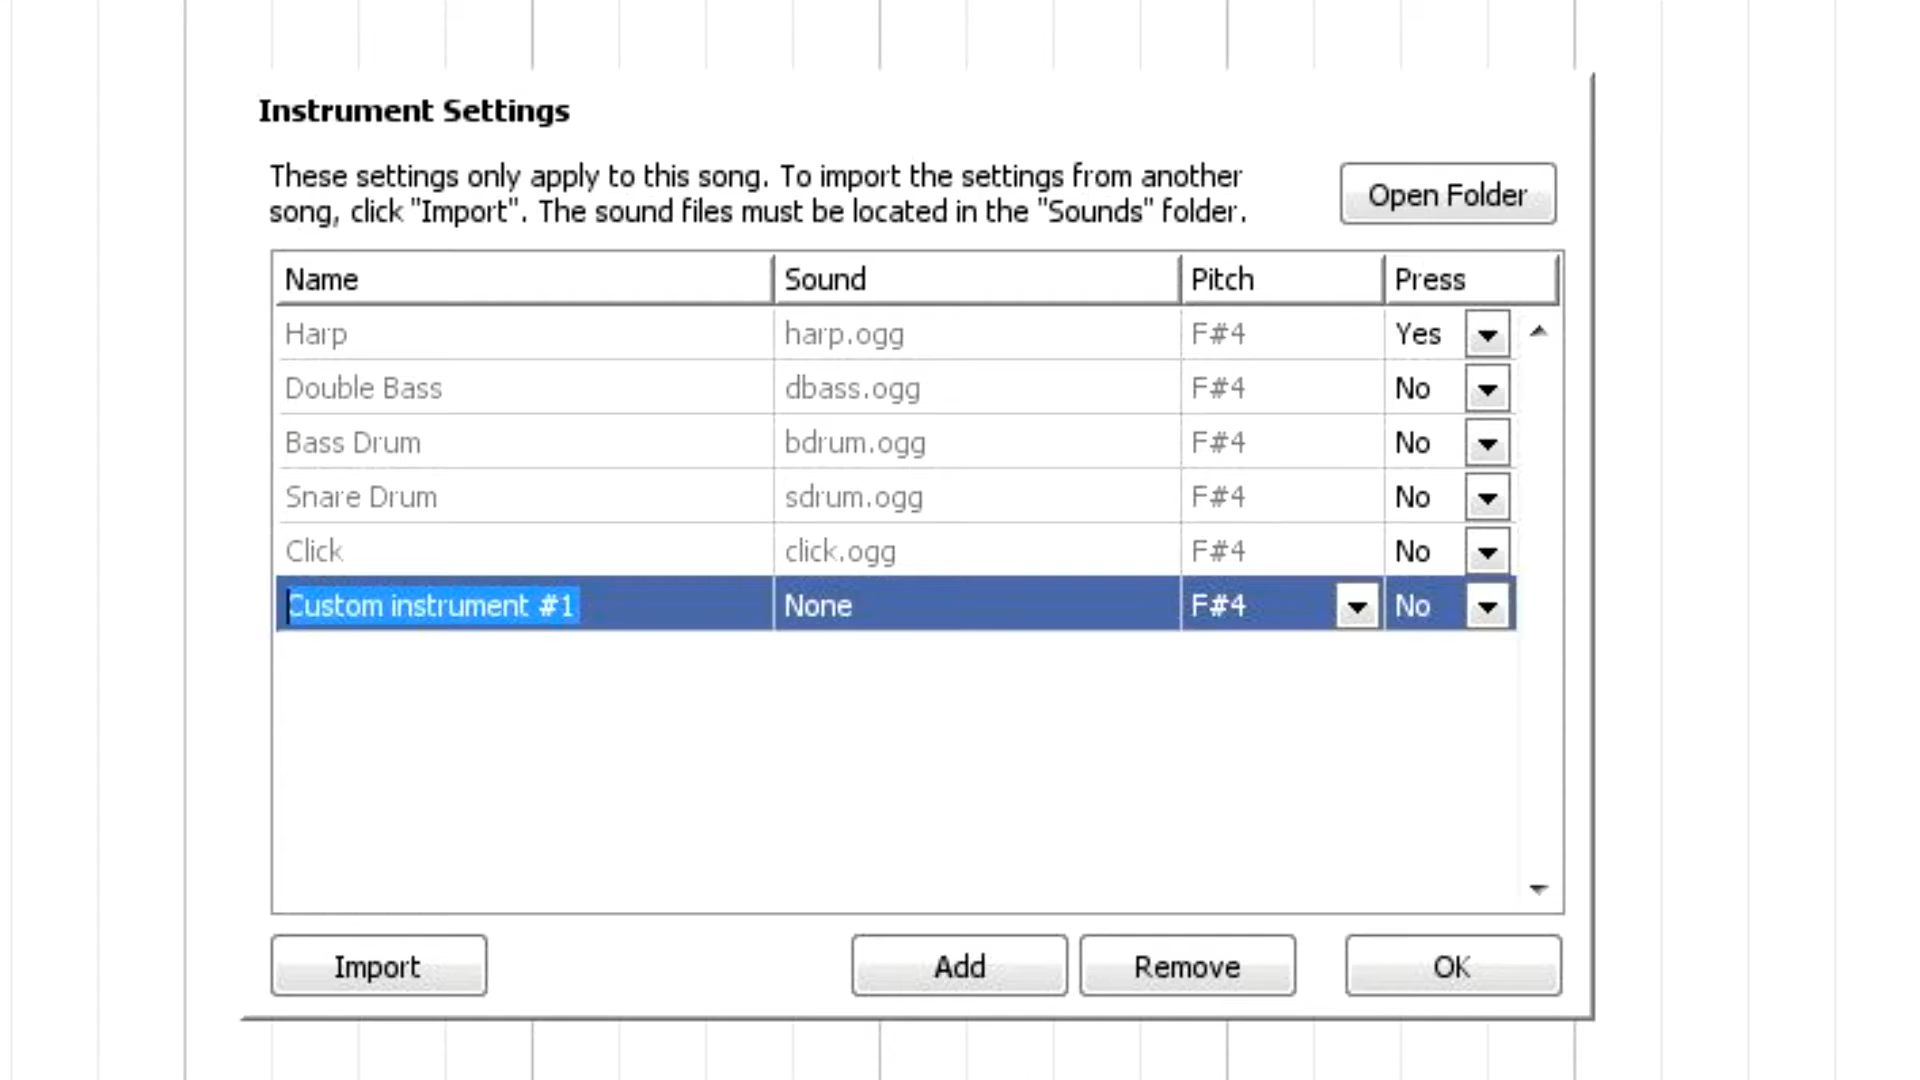 Instrument Settings
These settings only apply to this song. To import the settings from another
song, click "Import". The sound files must be located in the "Sounds" folder.
Open Folder
Name Sound Pitch Press
Harp harp.ogg F#4 Yes
Double Bass dbass.ogg F#4 No
Bass Drum bdrum.ogg F#4 No
Snare Drum sdrum.ogg F#4 No
Click click.ogg F#4 No
Custom instrument #1 None F#4 No
Import Add Remove OK